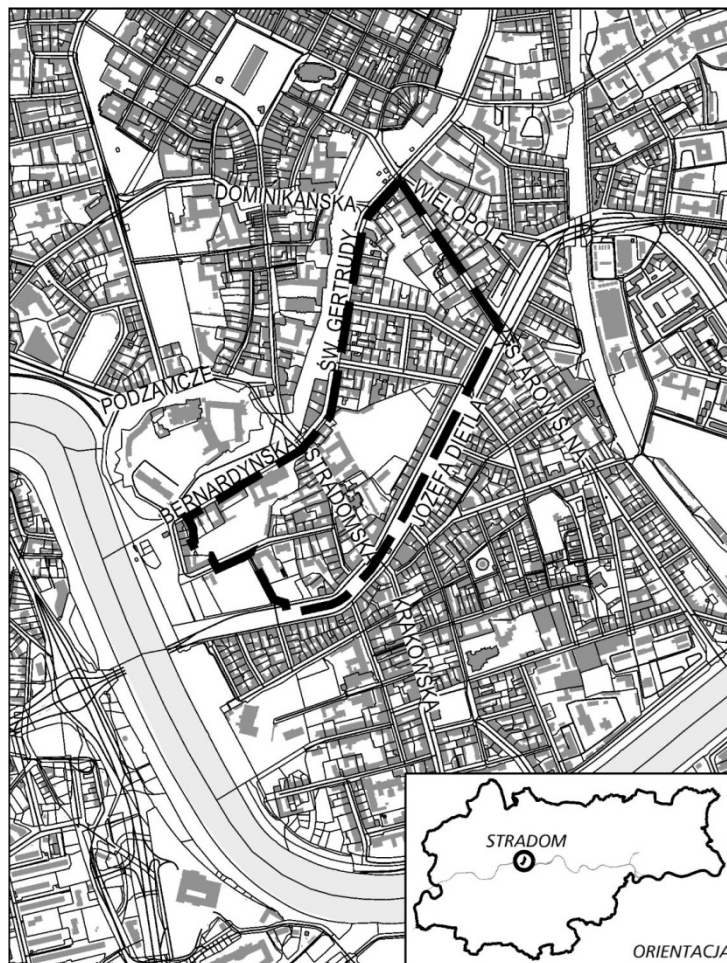 DOMINIKAŃSKA
WIELOPOLE
ŚW. GERTRUDY
PODZAMCZE
STAROWIŚLNA
BERNARDYŃSKA
STRADOMSKA
JÓZEFA DIETLA
KRAKOWSKA
STRADOM
ORIENTACJA